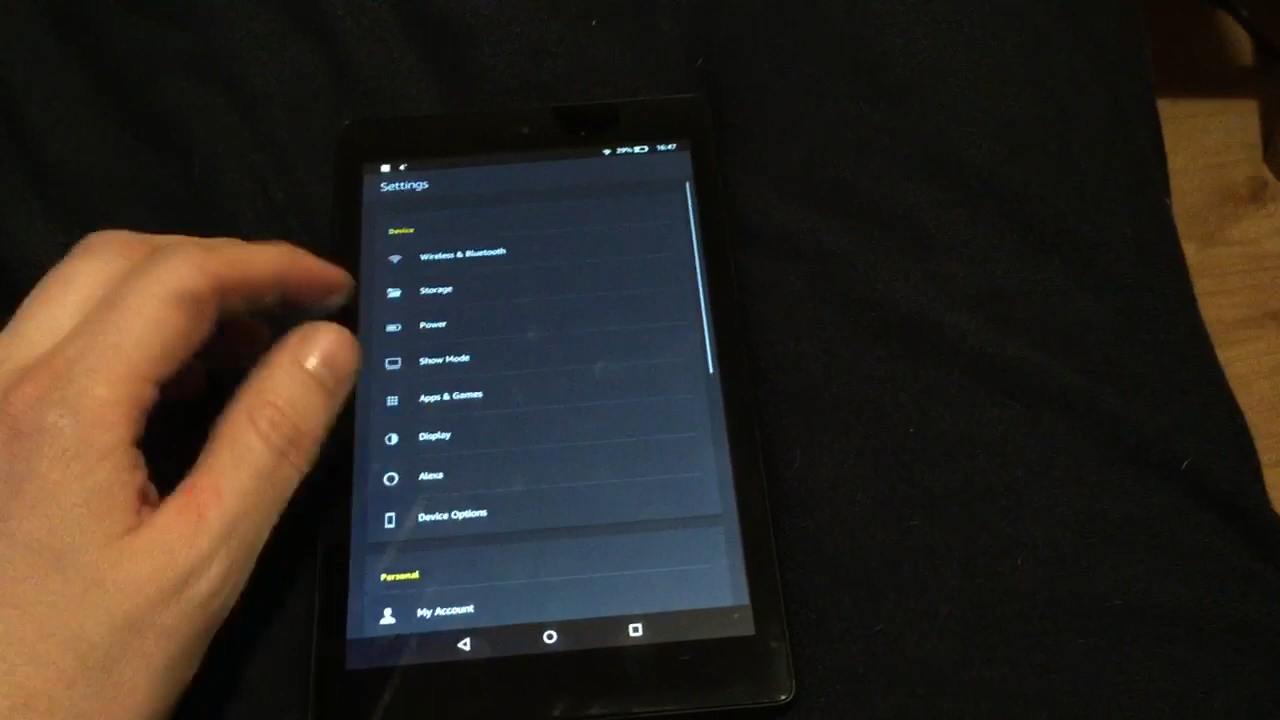 29% 16:47
Settings
Device
Wireless & Bluetooth
Storage
Power
Show Mode
Apps & Games
Display
Alexa
Device Options
Personal
My Account